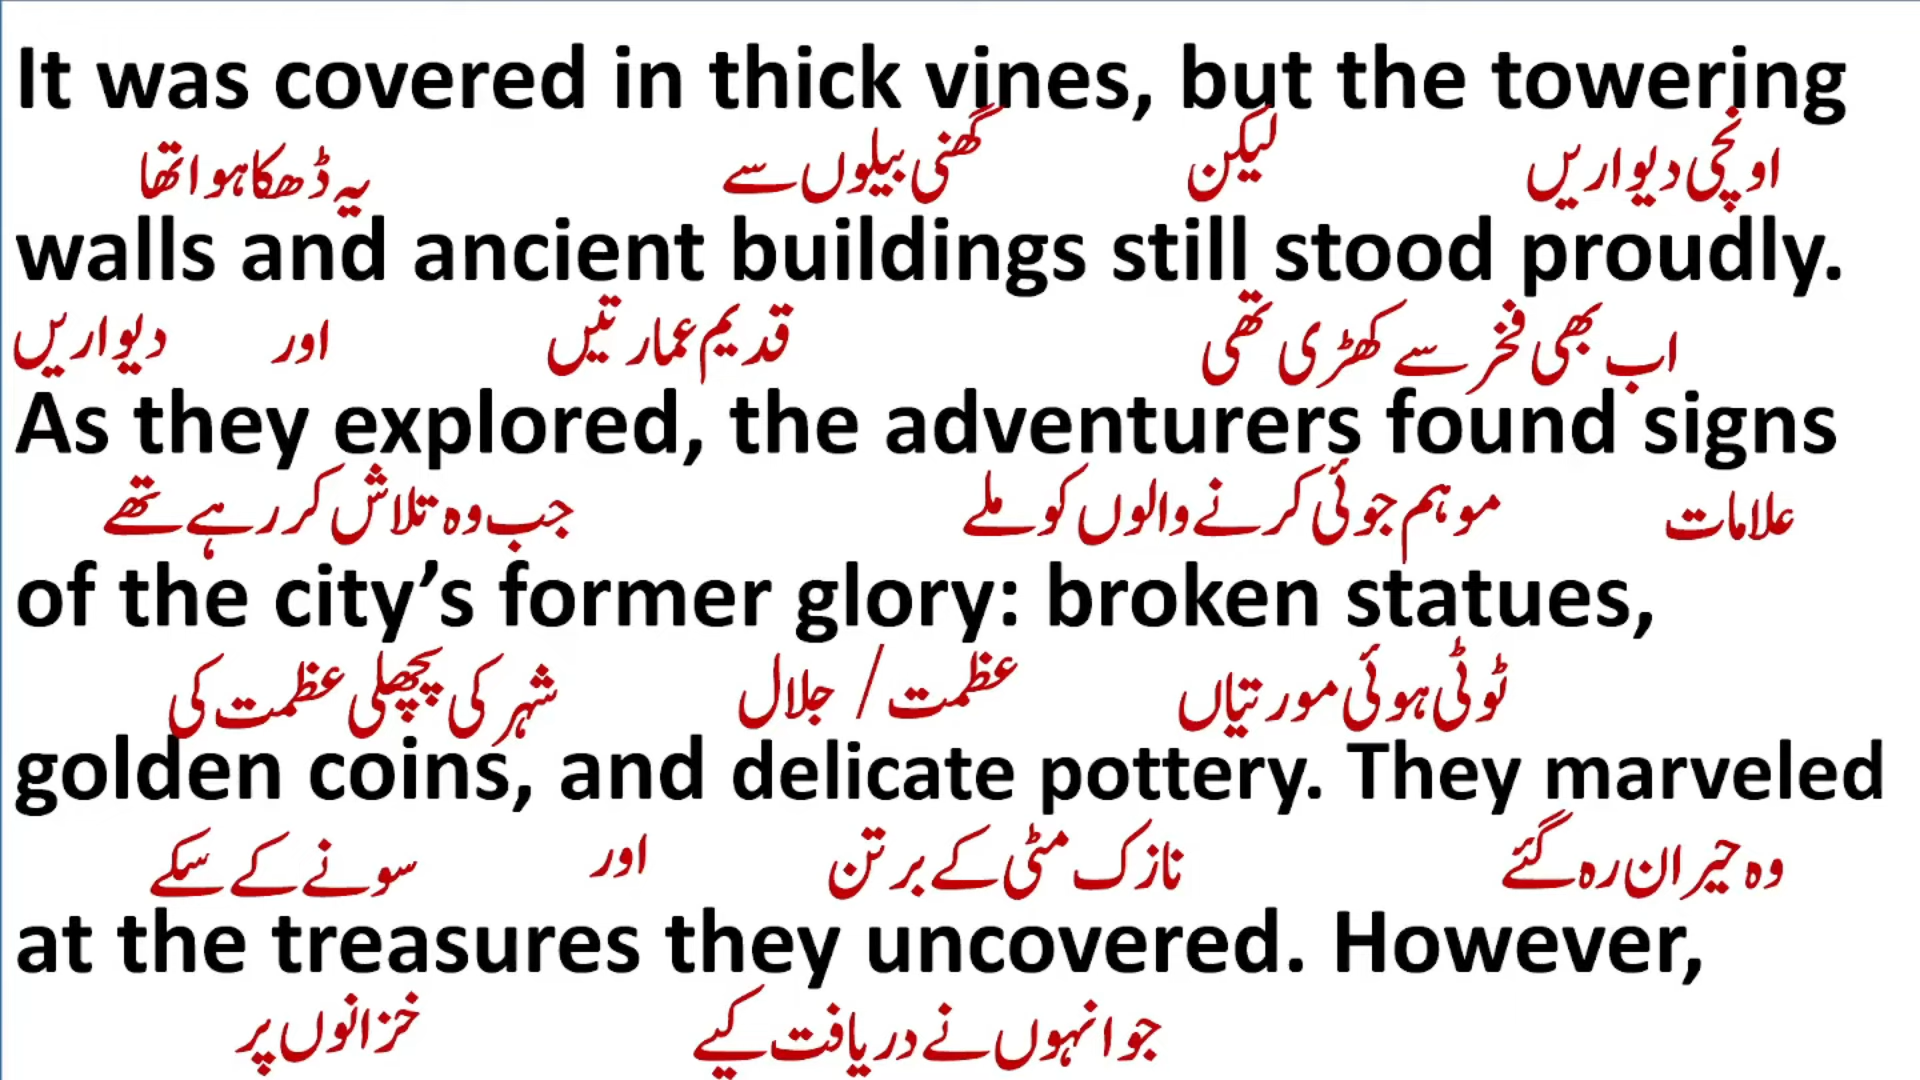 It was covered in thick vines, but the towering
یہ ڈھکا ہوا تھا گھنی بیلوں سے لیکن اونچی دیواریں
walls and ancient buildings still stood proudly.
دیواریں اور قدیم عمارتیں اب بھی فخر سے کھڑی تھی
As they explored, the adventurers found signs
جب وہ تلاش کر رہے تھے موہم جوئی کرنے والوں کو ملے علامات
of the city’s former glory: broken statues,
شہر کی پچھلی عظمت کی عظمت / جلال ٹوٹی ہوئی مورتیاں
golden coins, and delicate pottery. They marveled
سونے کے سکے اور نازک مٹی کے برتن وہ حیران رہ گئے
at the treasures they uncovered. However,
خزانوں پر جو انہوں نے دریافت کیے